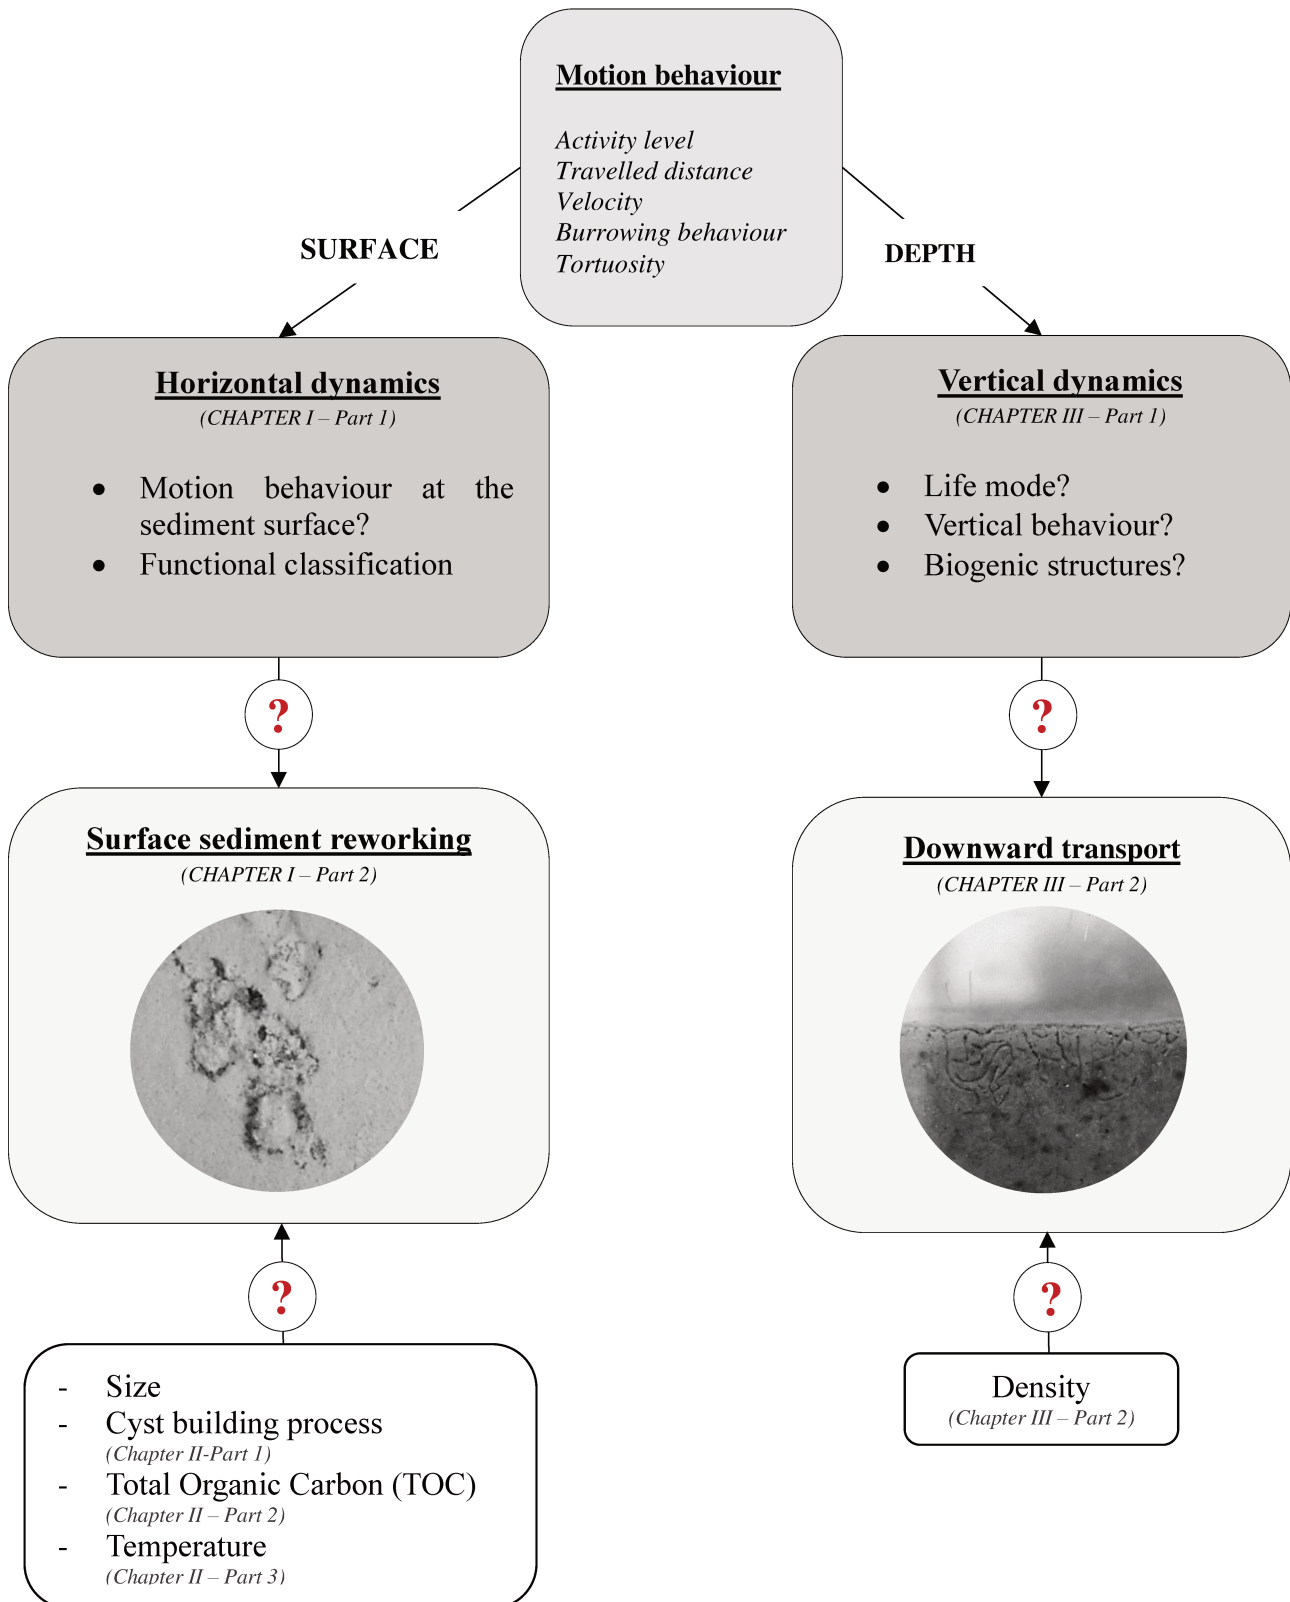 Motion behaviour
Activity level
Travelled distance
Velocity
Burrowing behaviour
Tortuosity
SURFACE
DEPTH
Horizontal dynamics
(CHAPTER I – Part 1)
• Motion behaviour at the
sediment surface?
• Functional classification
Vertical dynamics
(CHAPTER III – Part 1)
• Life mode?
• Vertical behaviour?
• Biogenic structures?
?
?
Surface sediment reworking
(CHAPTER I – Part 2)
Downward transport
(CHAPTER III – Part 2)
?
?
- Size
- Cyst building process
(Chapter II-Part 1)
- Total Organic Carbon (TOC)
(Chapter II – Part 2)
- Temperature
(Chapter II – Part 3)
Density
(Chapter III – Part 2)